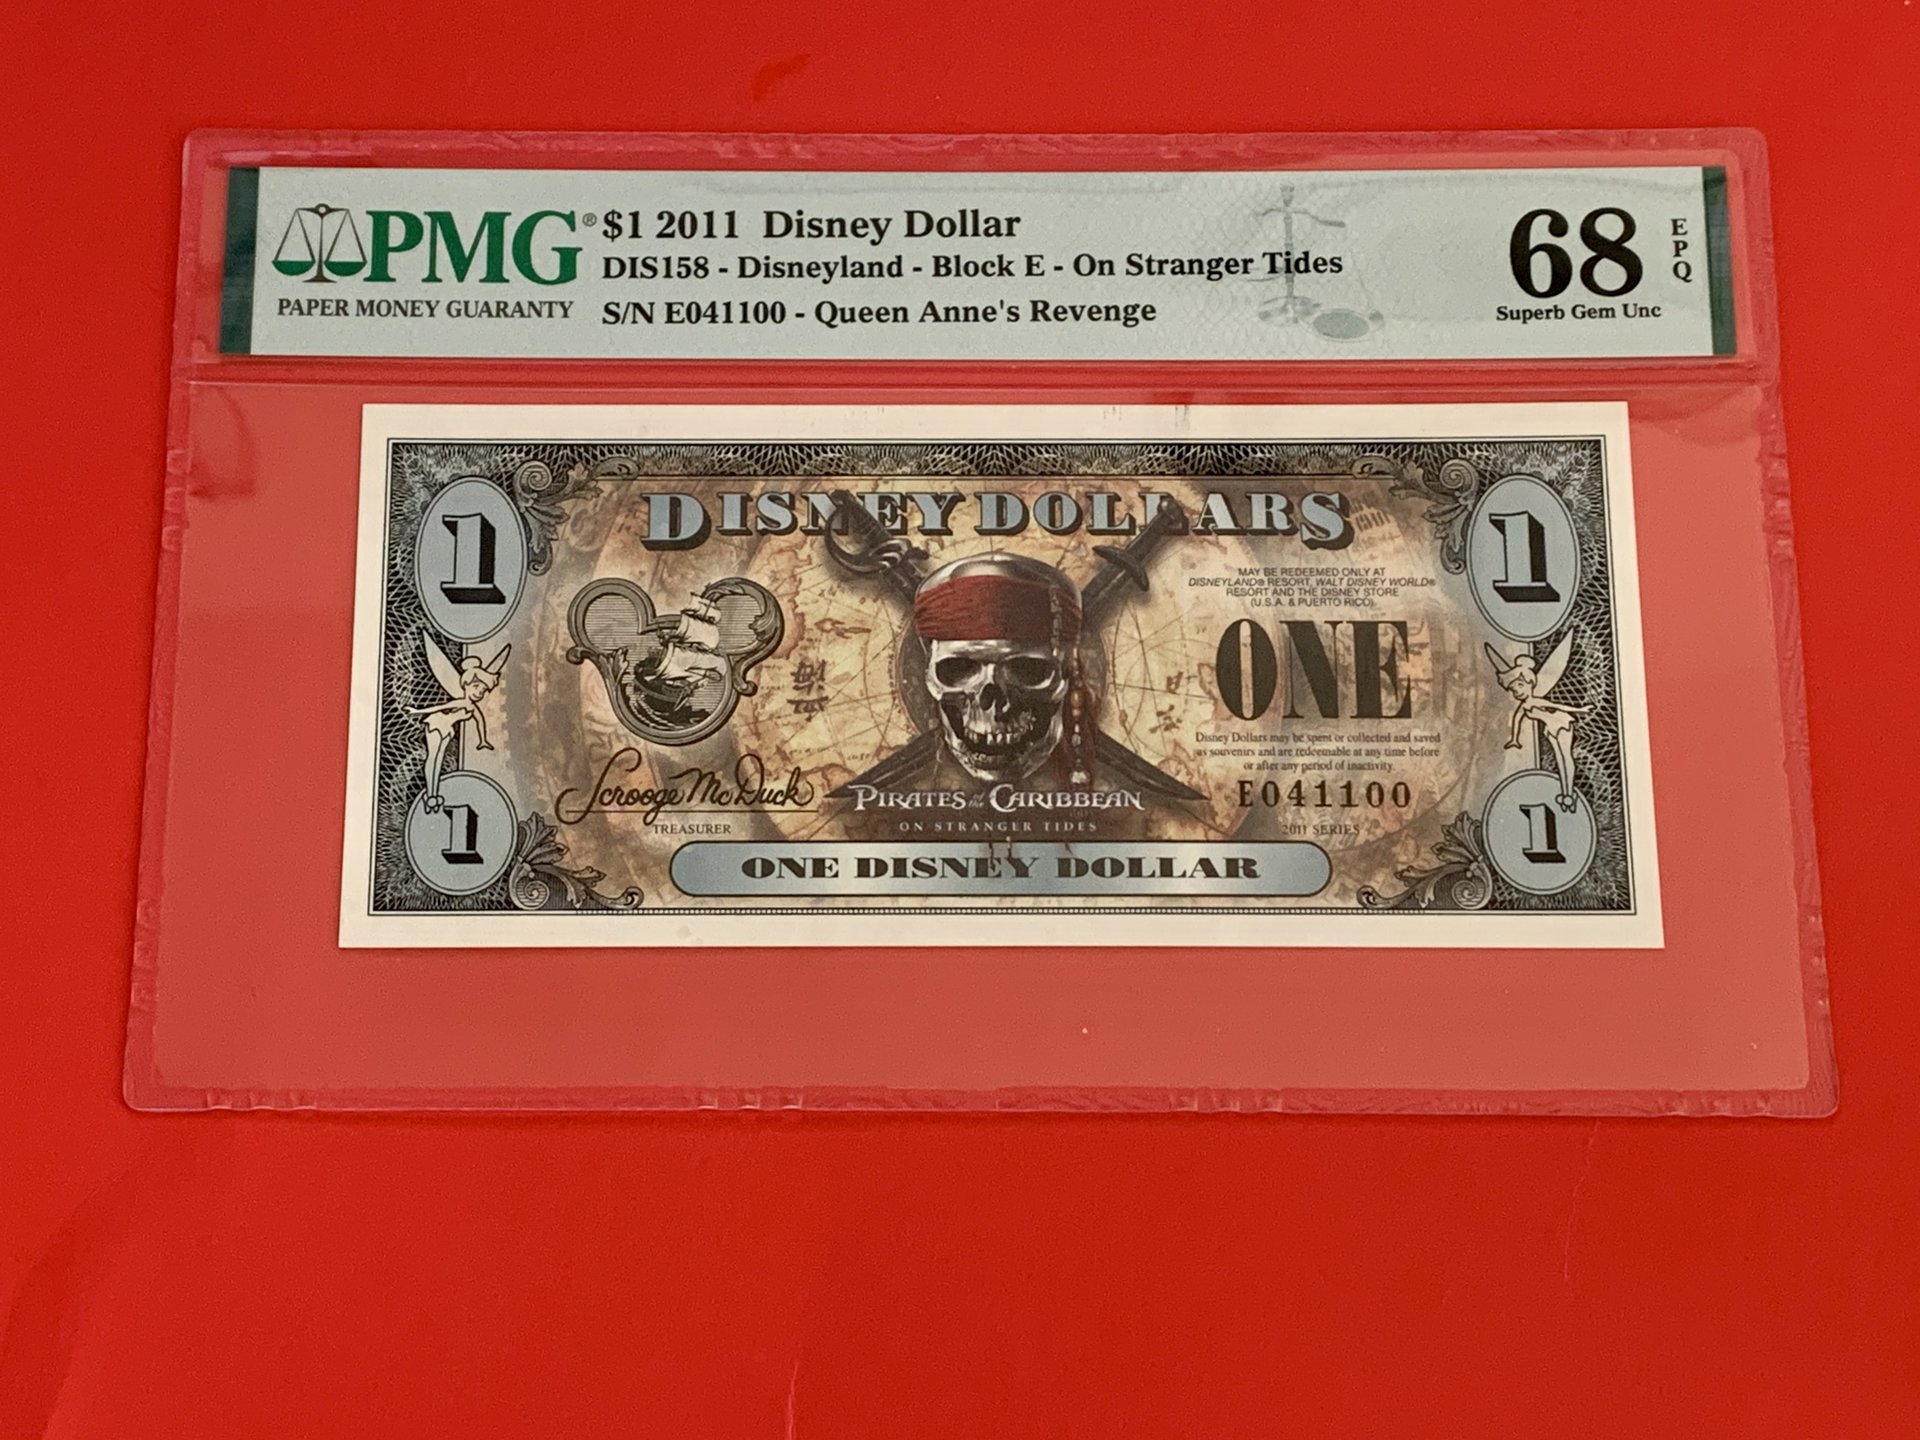 PMG®
PAPER MONEY GUARANTY
$1 2011 Disney Dollar
DIS158 - Disneyland - Block E - On Stranger Tides
S/N E041100 - Queen Anne's Revenge
68
EPQ
Superb Gem Unc
DISNEY DOLLARS
1
1
MAY BE REDEEMED ONLY AT
DISNEYLAND® RESORT, WALT DISNEY WORLD®
RESORT AND THE DISNEY STORE
(U.S.A. & PUERTO RICO)
ONE
Disney Dollars may be spent or collected and saved
as souvenirs and are redeemable at any time before
or after any period of inactivity.
E041100
2011 SERIES
Scrooge McDuck
TREASURER
PIRATES of the CARIBBEAN
ON STRANGER TIDES
1
1
ONE DISNEY DOLLAR